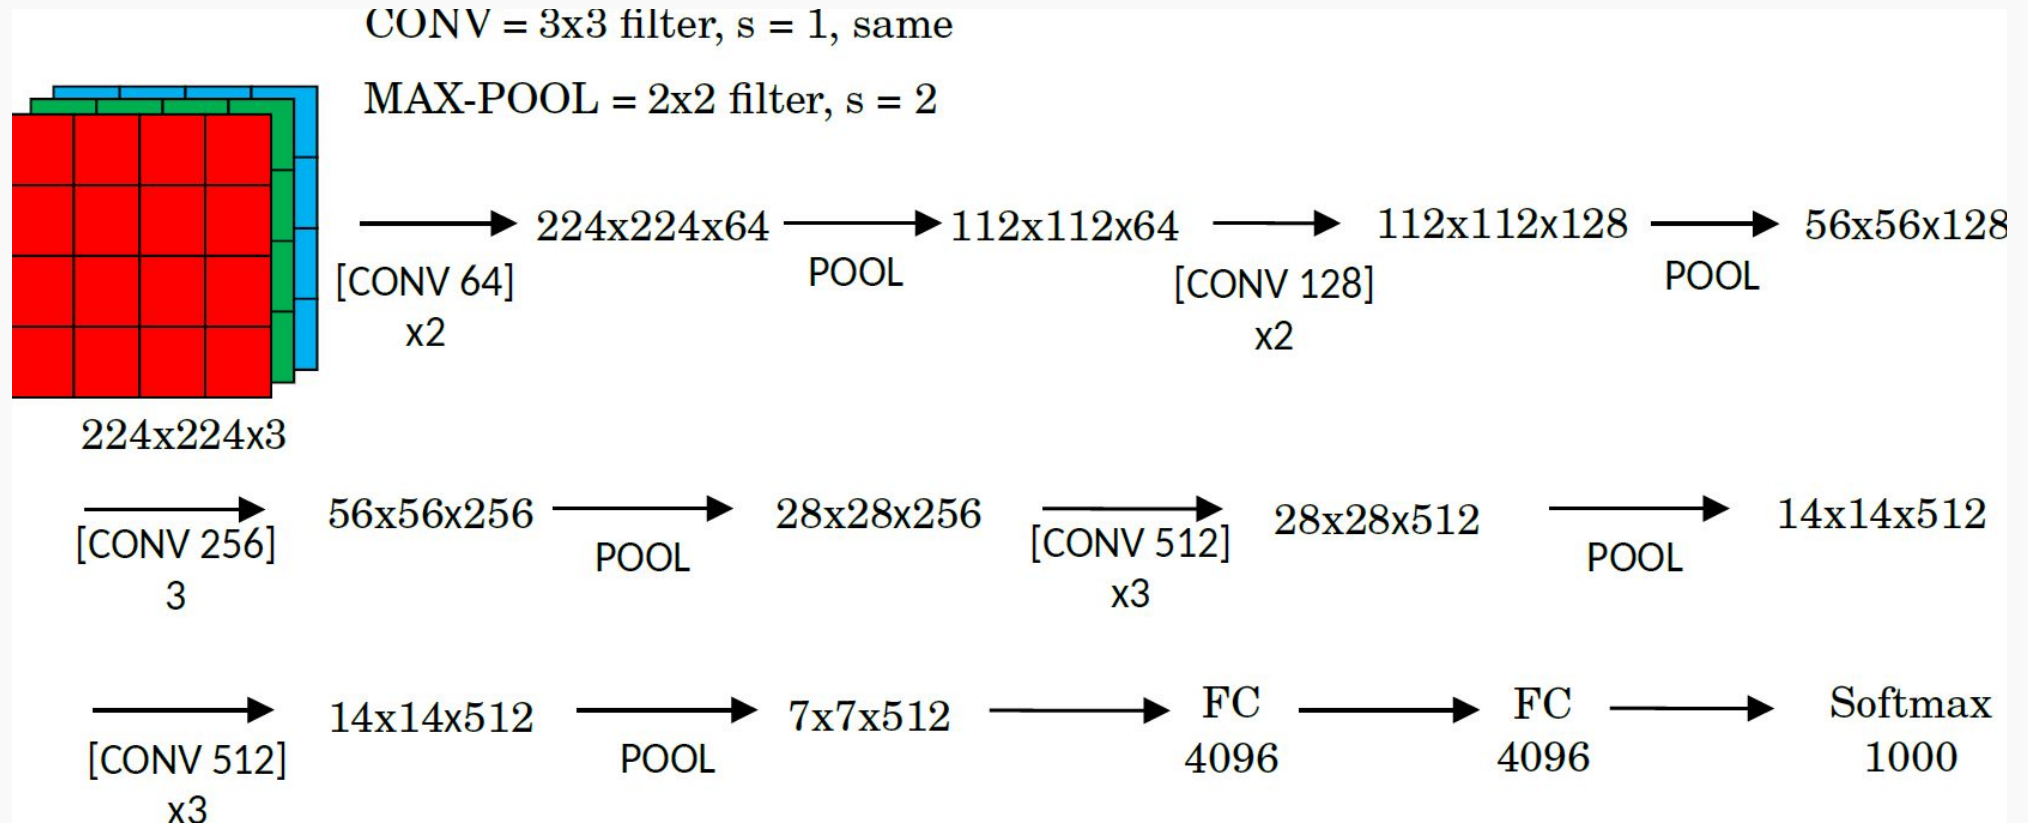 CONV = 3x3 filter, s = 1, same
MAX-POOL = 2x2 filter, s = 2
224x224x64
112x112x64
112x112x128
56x56x128
[CONV 64]
x2
POOL
[CONV 128]
x2
POOL
224x224x3
56x56x256
28x28x256
28x28x512
14x14x512
[CONV 256]
3
POOL
[CONV 512]
x3
POOL
14x14x512
7x7x512
FC
4096
FC
4096
Softmax
1000
[CONV 512]
x3
POOL